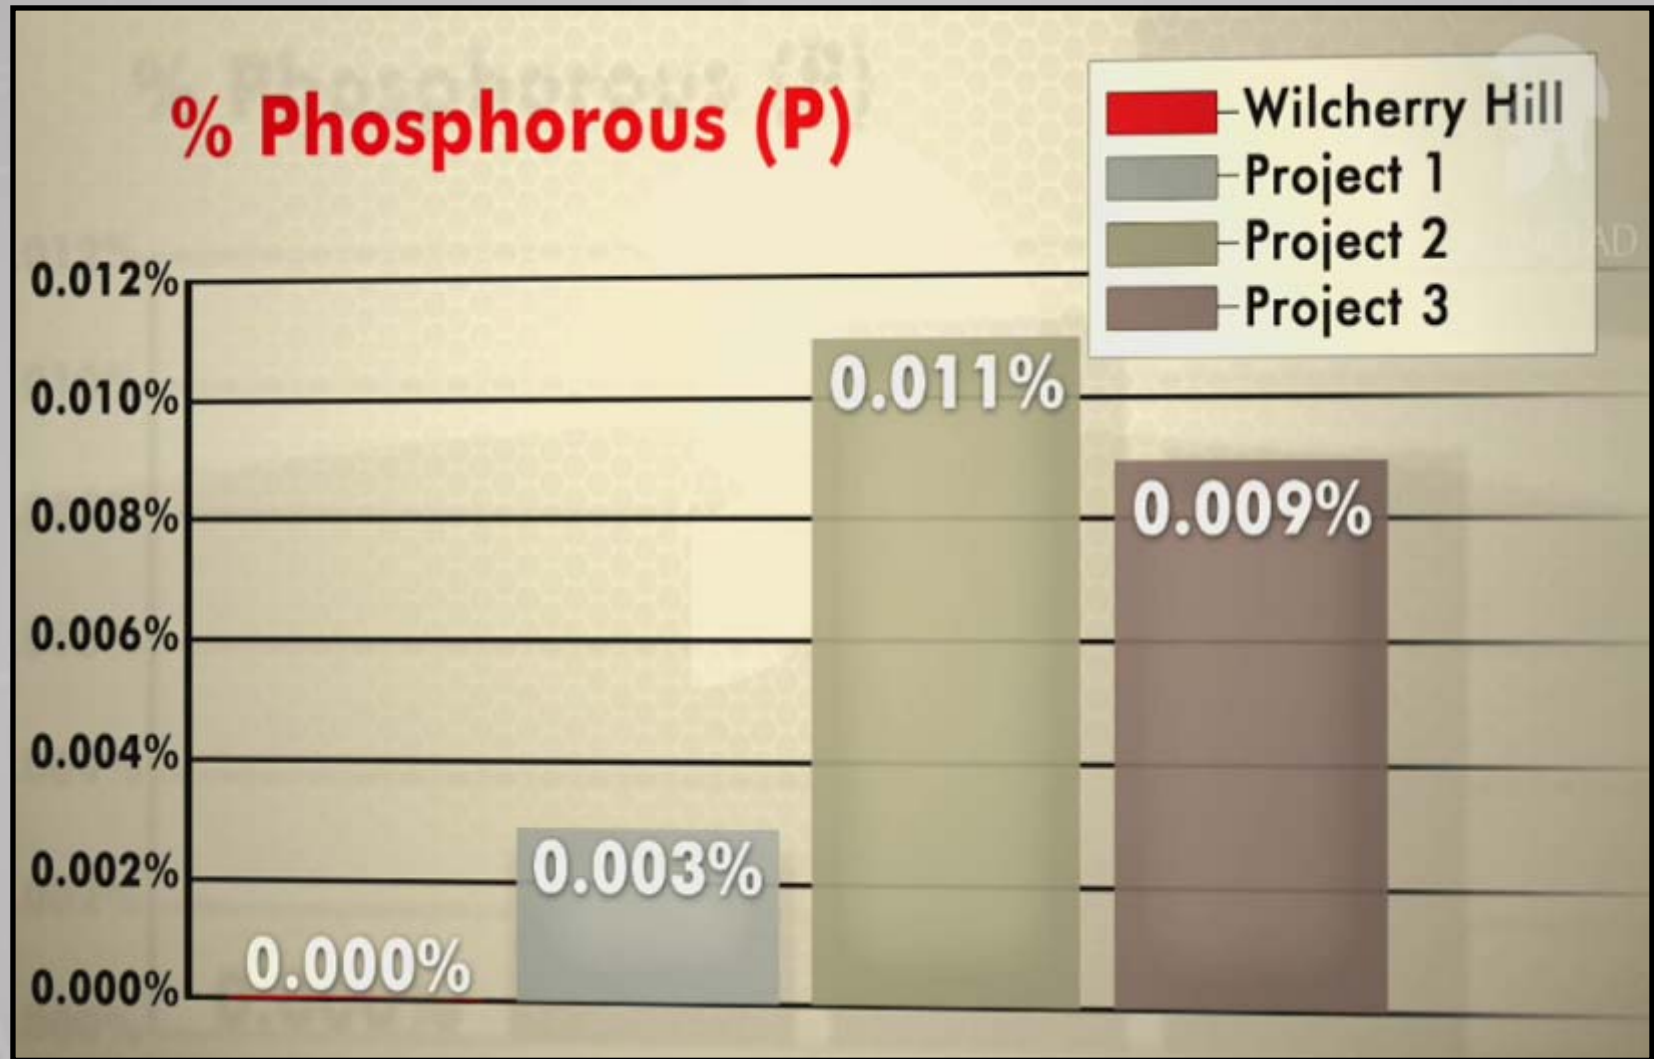 % Phosphorous (P)
Wilcherry Hill
Project 1
Project 2
Project 3
0.012%
0.010%
0.008%
0.006%
0.004%
0.002%
0.000%
0.000%
0.003%
0.011%
0.009%